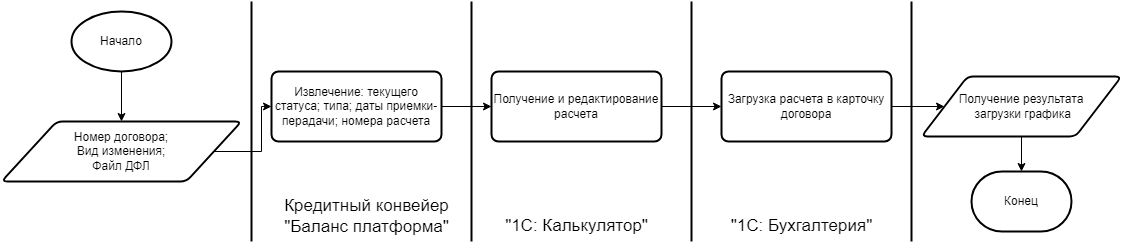 Начало
Номер договора;
Вид изменения;
Файл ДФЛ
Извлечение: текущего
статуса; типа; даты приемки-
перадачи; номера расчета
Кредитный конвейер
"Баланс платформа"
Получение и редактирование
расчета
"1С: Калькулятор"
Загрузка расчета в карточку
договора
"1С: Бухгалтерия"
Получение результата
загрузки графика
Конец